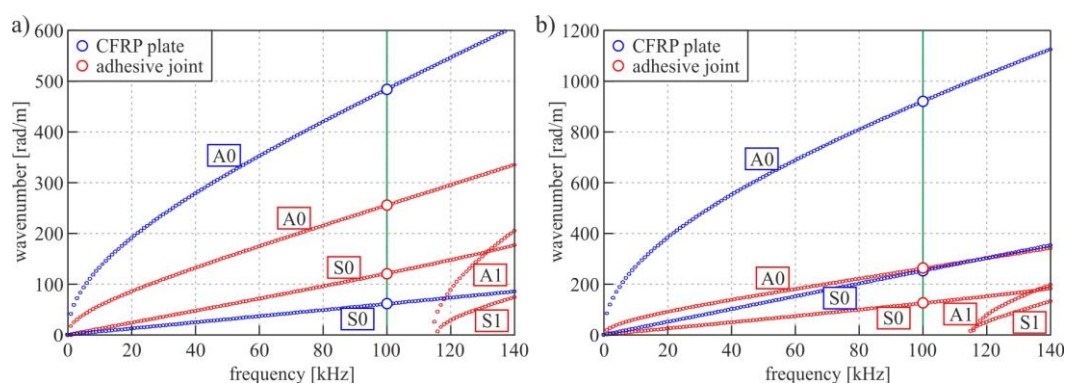 a)
CFRP plate
adhesive joint
A0
A0
S0
A1
S0
S1
wavenumber [rad/m]
600
500
400
300
200
100
0
0 20 40 60 80 100 120 140
frequency [kHz]
b)
CFRP plate
adhesive joint
A0
A0
S0
S0
A1
S1
wavenumber [rad/m]
1200
1000
800
600
400
200
0
0 20 40 60 80 100 120 140
frequency [kHz]